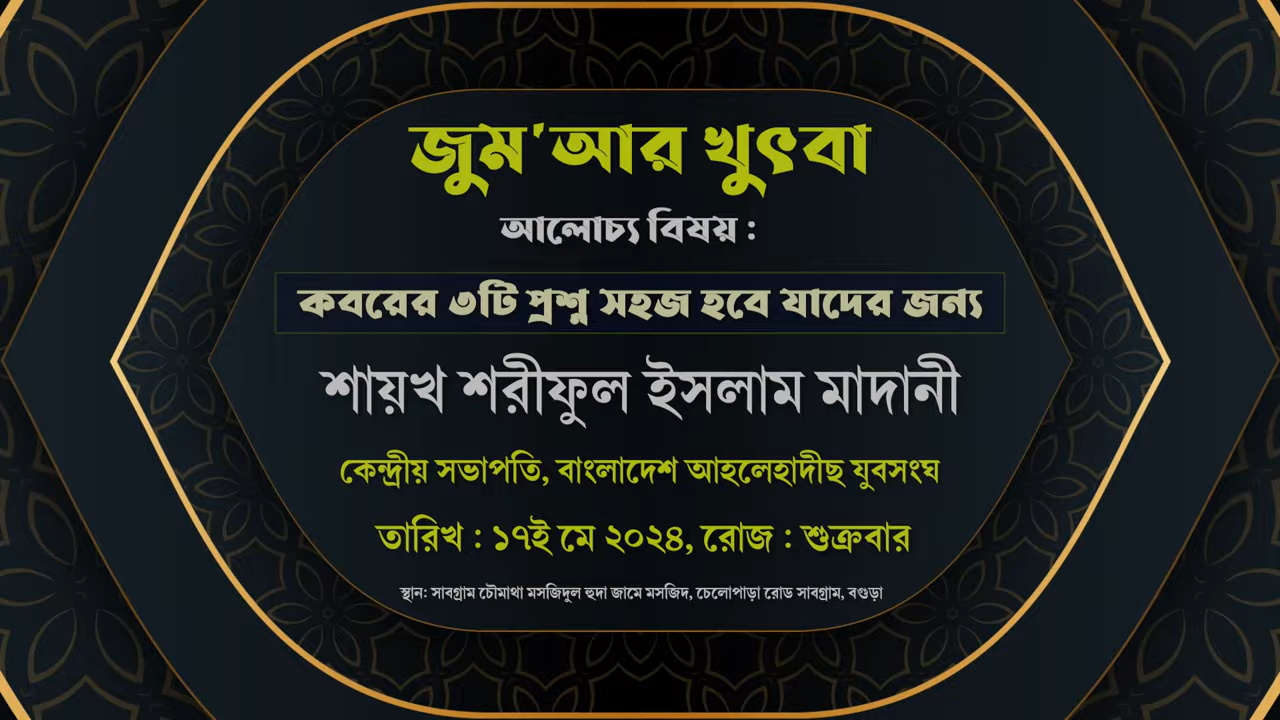 জুম'আর খুৎবা
আলোচ্য বিষয় :
কবরের ৩টি প্রশ্ন সহজ হবে যাদের জন্য
শায়খ শরীফুল ইসলাম মাদানী
কেন্দ্রীয় সভাপতি, বাংলাদেশ আহলেহাদীছ যুবসংঘ
তারিখ : ১৭ই মে ২০২৪, রোজ : শুক্রবার
স্থান: সাবগ্রাম চৌমাথা মসজিদুল হুদা জামে মসজিদ, চেলোপাড়া রোড সাবগ্রাম, বগুড়া